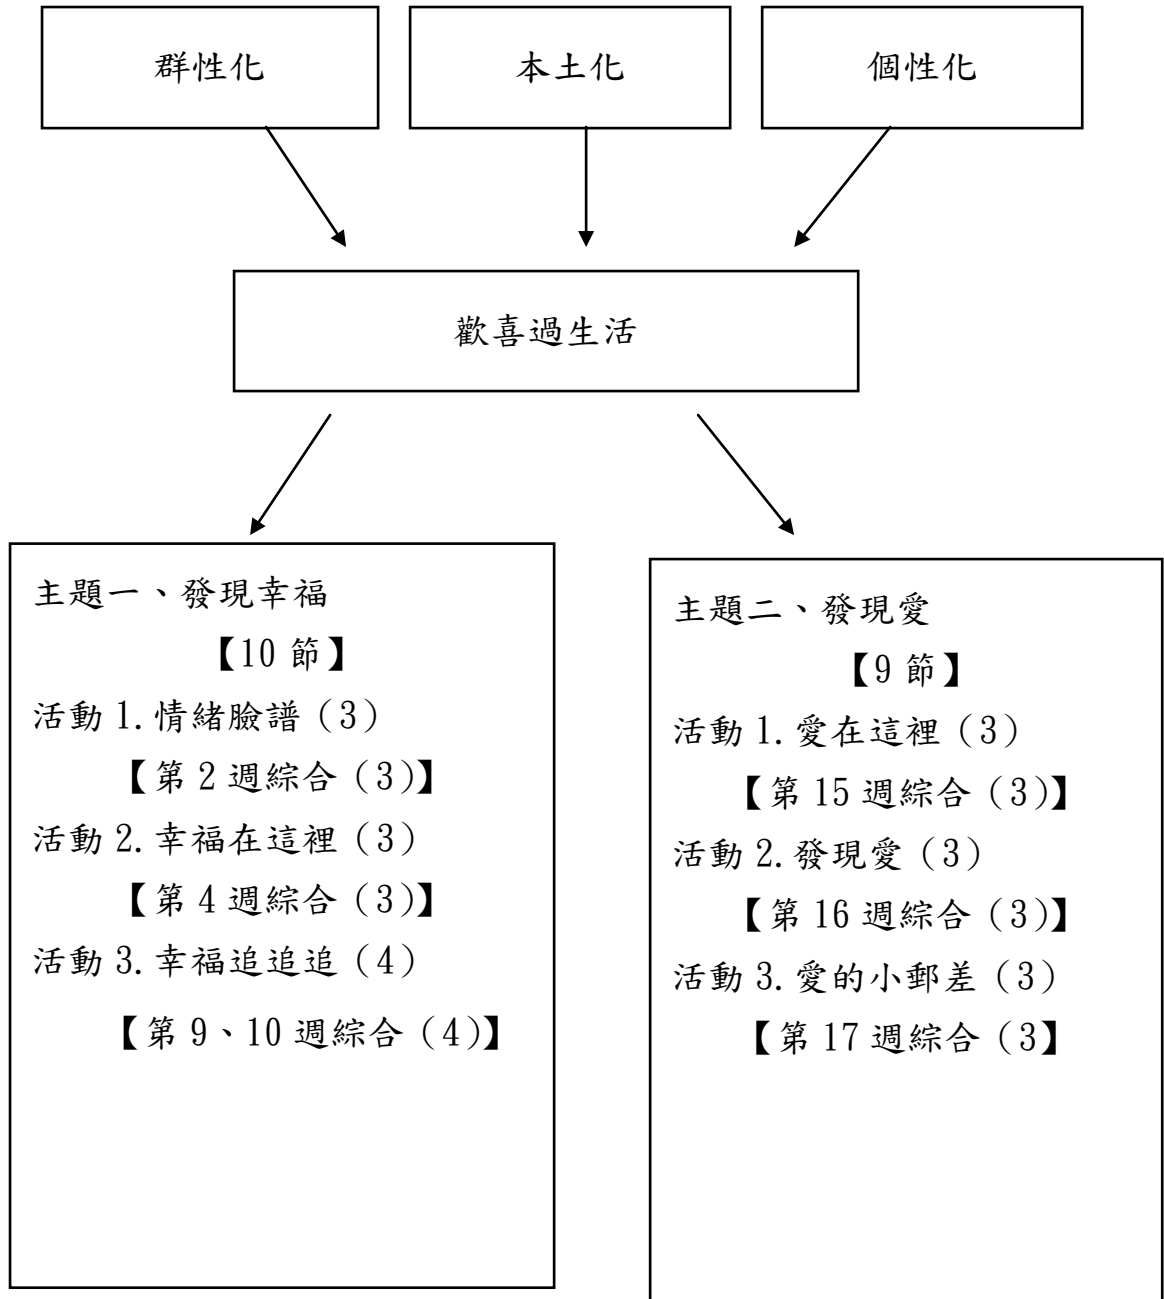 群性化
本土化
個性化
歡喜過生活
主題一、發現幸福
【10 節】
活動 1.情緒臉譜（3）
【第 2 週綜合（3）】
活動 2.幸福在這裡（3）
【第 4 週綜合（3）】
活動 3.幸福追追追（4）
【第 9、10 週綜合（4）】
主題二、發現愛
【9 節】
活動 1.愛在這裡（3）
【第 15 週綜合（3）】
活動 2.發現愛（3）
【第 16 週綜合（3）】
活動 3.愛的小郵差（3）
【第 17 週綜合（3】